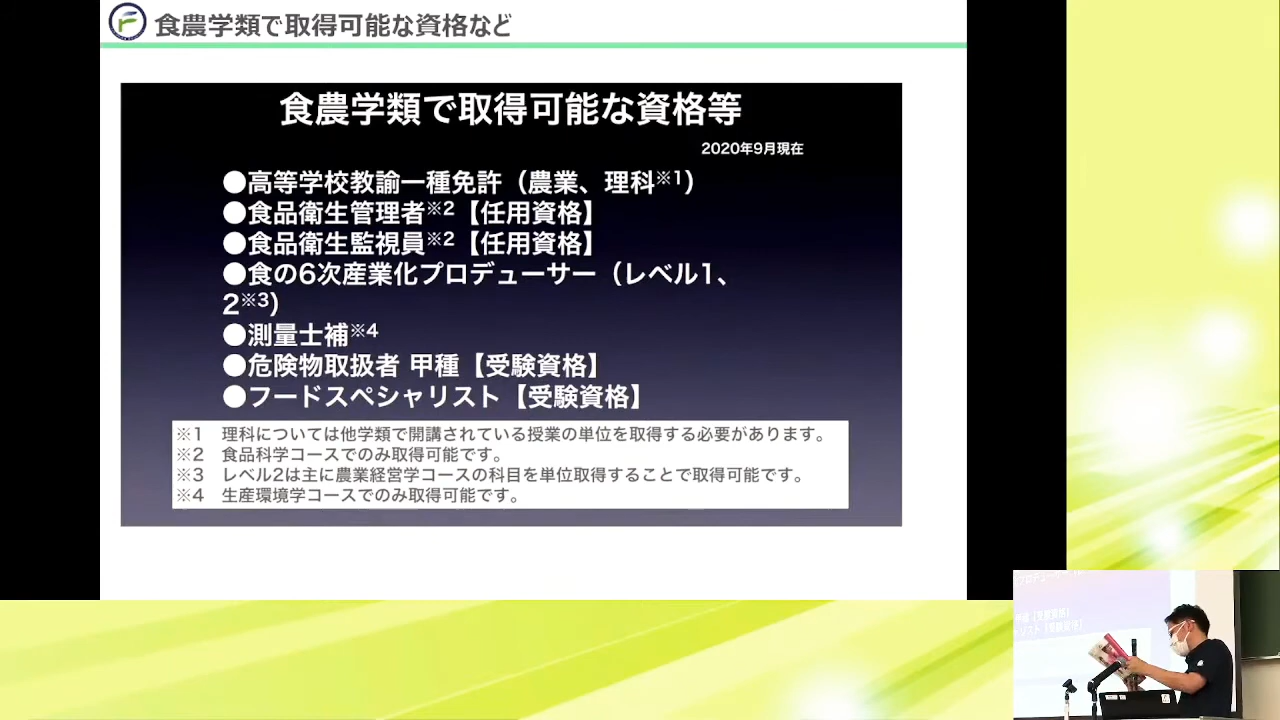 食農学類で取得可能な資格など
食農学類で取得可能な資格等
2020年9月現在
●高等学校教諭一種免許（農業、理科※1）
●食品衛生管理者※2【任用資格】
●食品衛生監視員※2【任用資格】
●食の6次産業化プロデューサー（レベル1、
2※3）
●測量士補※4
●危険物取扱者 甲種【受験資格】
●フードスペシャリスト【受験資格】
※1 理科については他学類で開講されている授業の単位を取得する必要があります。
※2 食品科学コースでのみ取得可能です。
※3 レベル2は主に農業経営学コースの科目を単位取得することで取得可能です。
※4 生産環境学コースでのみ取得可能です。